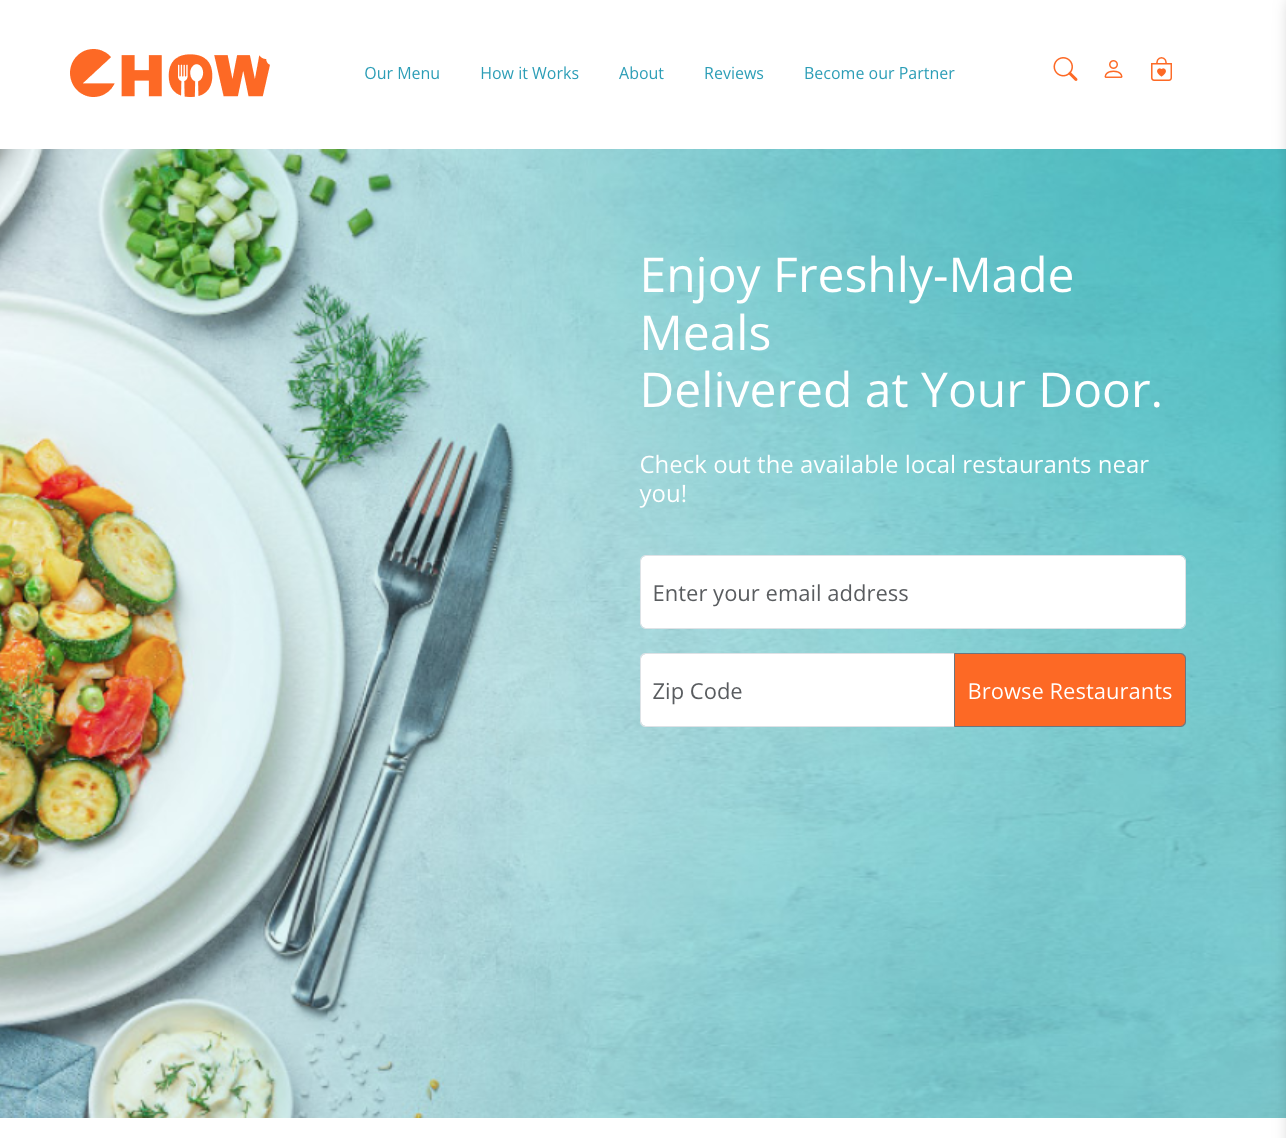 CHOW
Our Menu
How it Works
About
Reviews
Become our Partner
Enjoy Freshly-Made
Meals
Delivered at Your Door.
Check out the available local restaurants near
you!
Enter your email address
Zip Code
Browse Restaurants